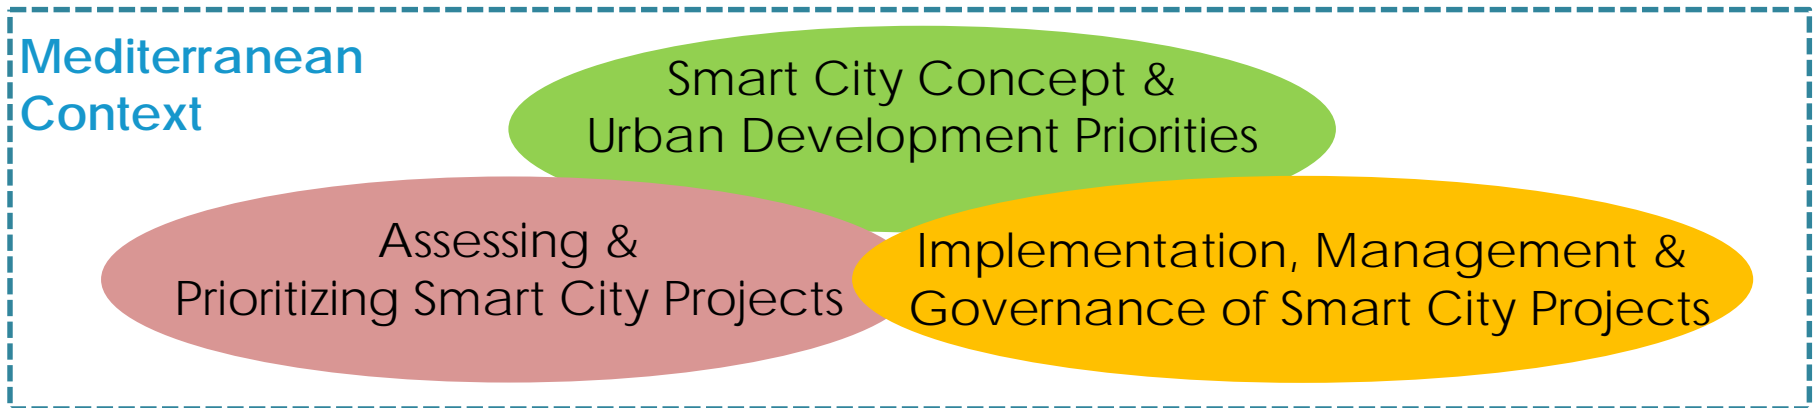 Mediterranean
Context
Smart City Concept &
Urban Development Priorities
Assessing &
Prioritizing Smart City Projects
Implementation, Management &
Governance of Smart City Projects